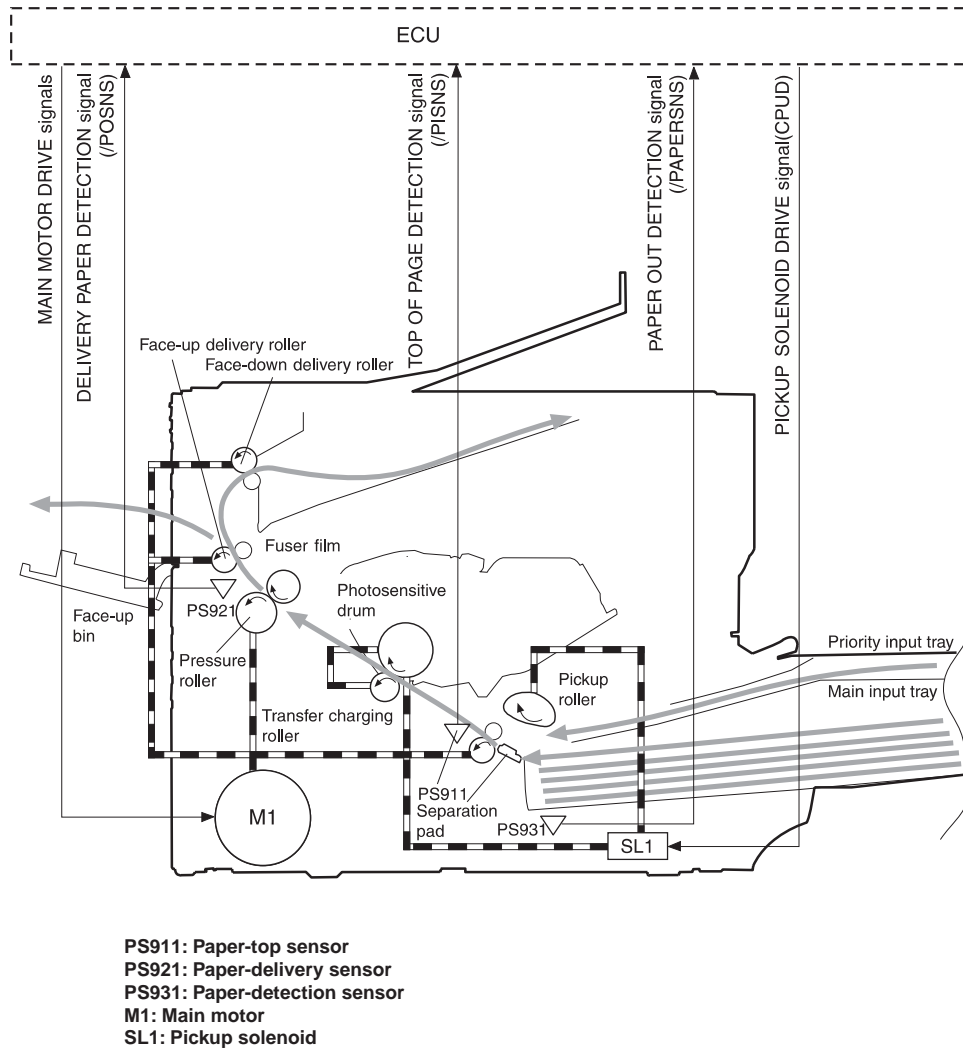 ECU
MAIN MOTOR DRIVE signals
DELIVERY PAPER DETECTION signal
(/POSNS)
TOP OF PAGE DETECTION signal
(/PISNS)
PAPER OUT DETECTION signal
(/PAPERSNS)
PICKUP SOLENOID DRIVE signal(CPUD)
Face-up delivery roller
Face-down delivery roller
Fuser film
Photosensitive
drum
PS921
Face-up
bin
Pressure
roller
Transfer charging
roller
Pickup
roller
Priority input tray
Main input tray
PS911
Separation
pad
PS931
M1
SL1
PS911: Paper-top sensor
PS921: Paper-delivery sensor
PS931: Paper-detection sensor
M1: Main motor
SL1: Pickup solenoid